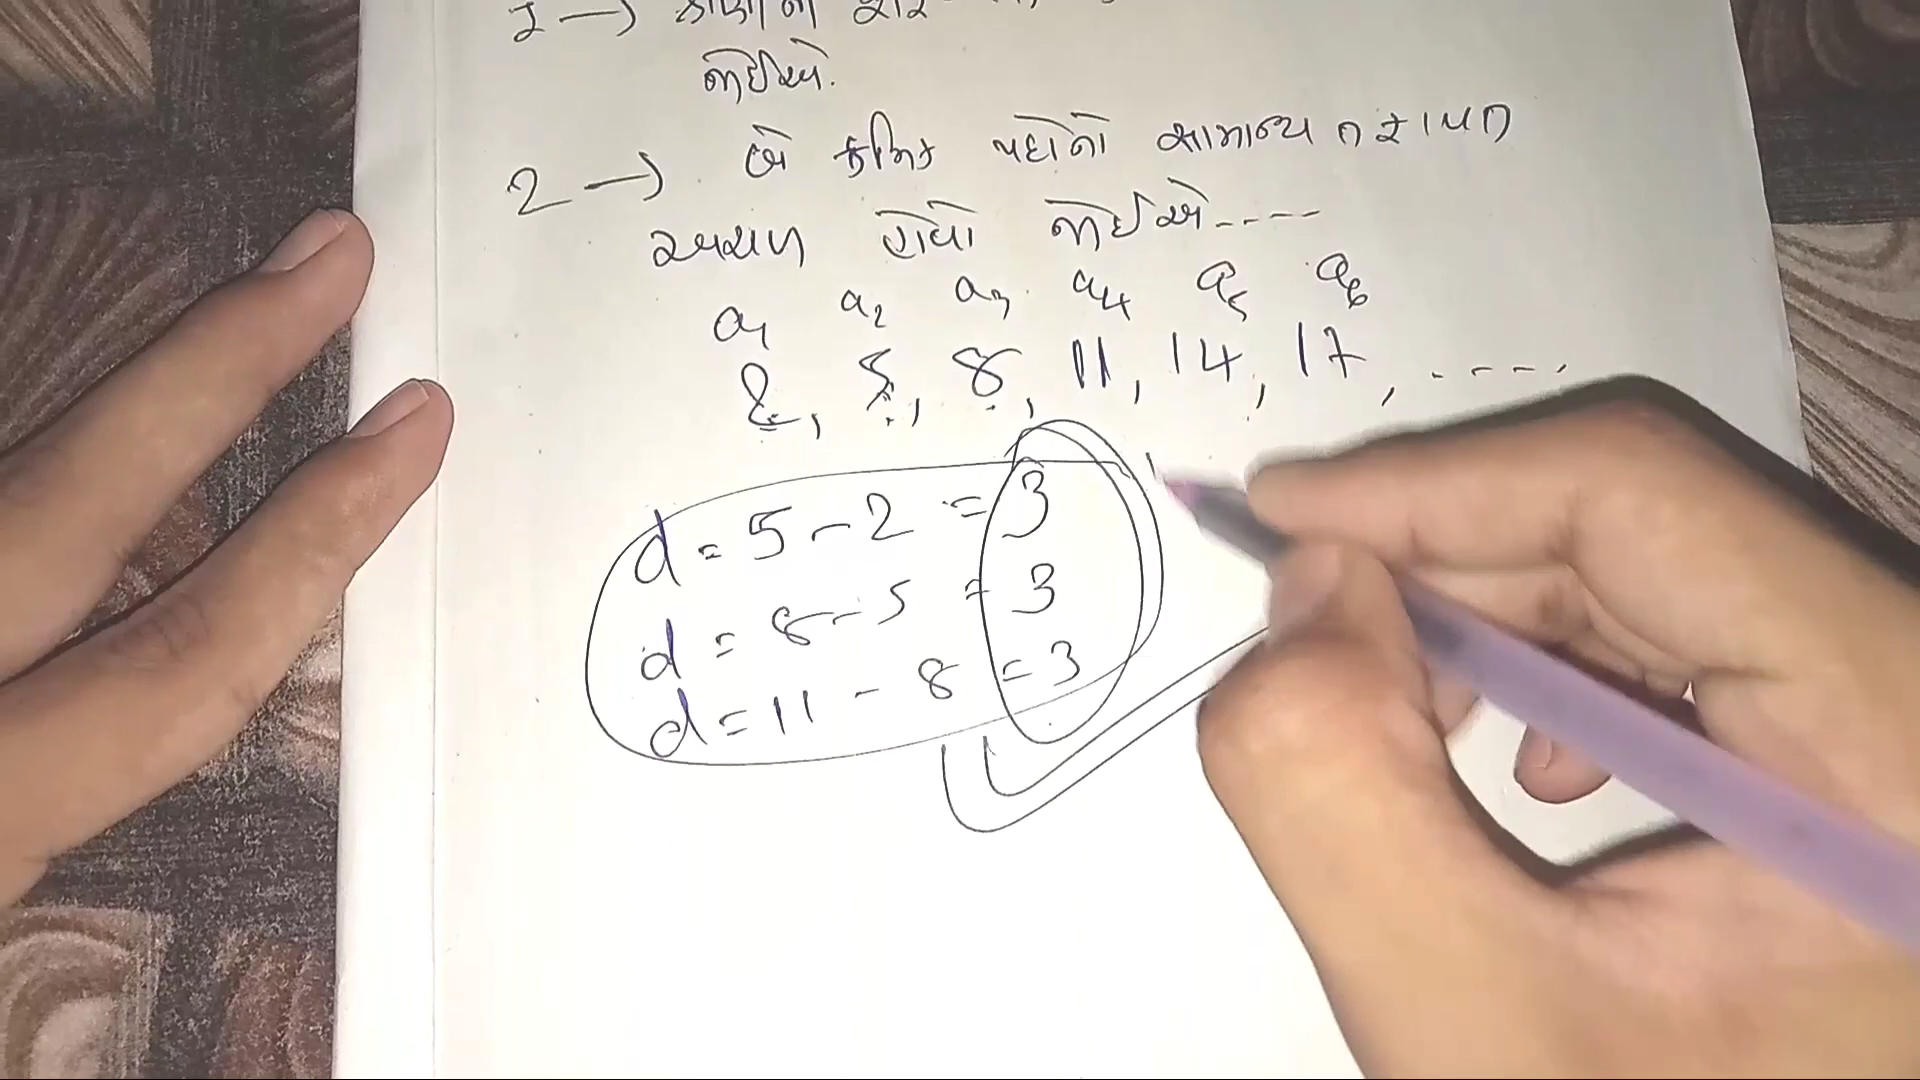 જોઈએ.
2 → બે ક્રમિક પદોનો સામાન્ય તફાવત
અચળ હોવો જોઈએ----
a1 a2 a3 a4 a5 a6
2, 5, 8, 11, 14, 17, -----
d = 5 - 2 = 3
d = 8 - 5 = 3
d = 11 - 8 = 3